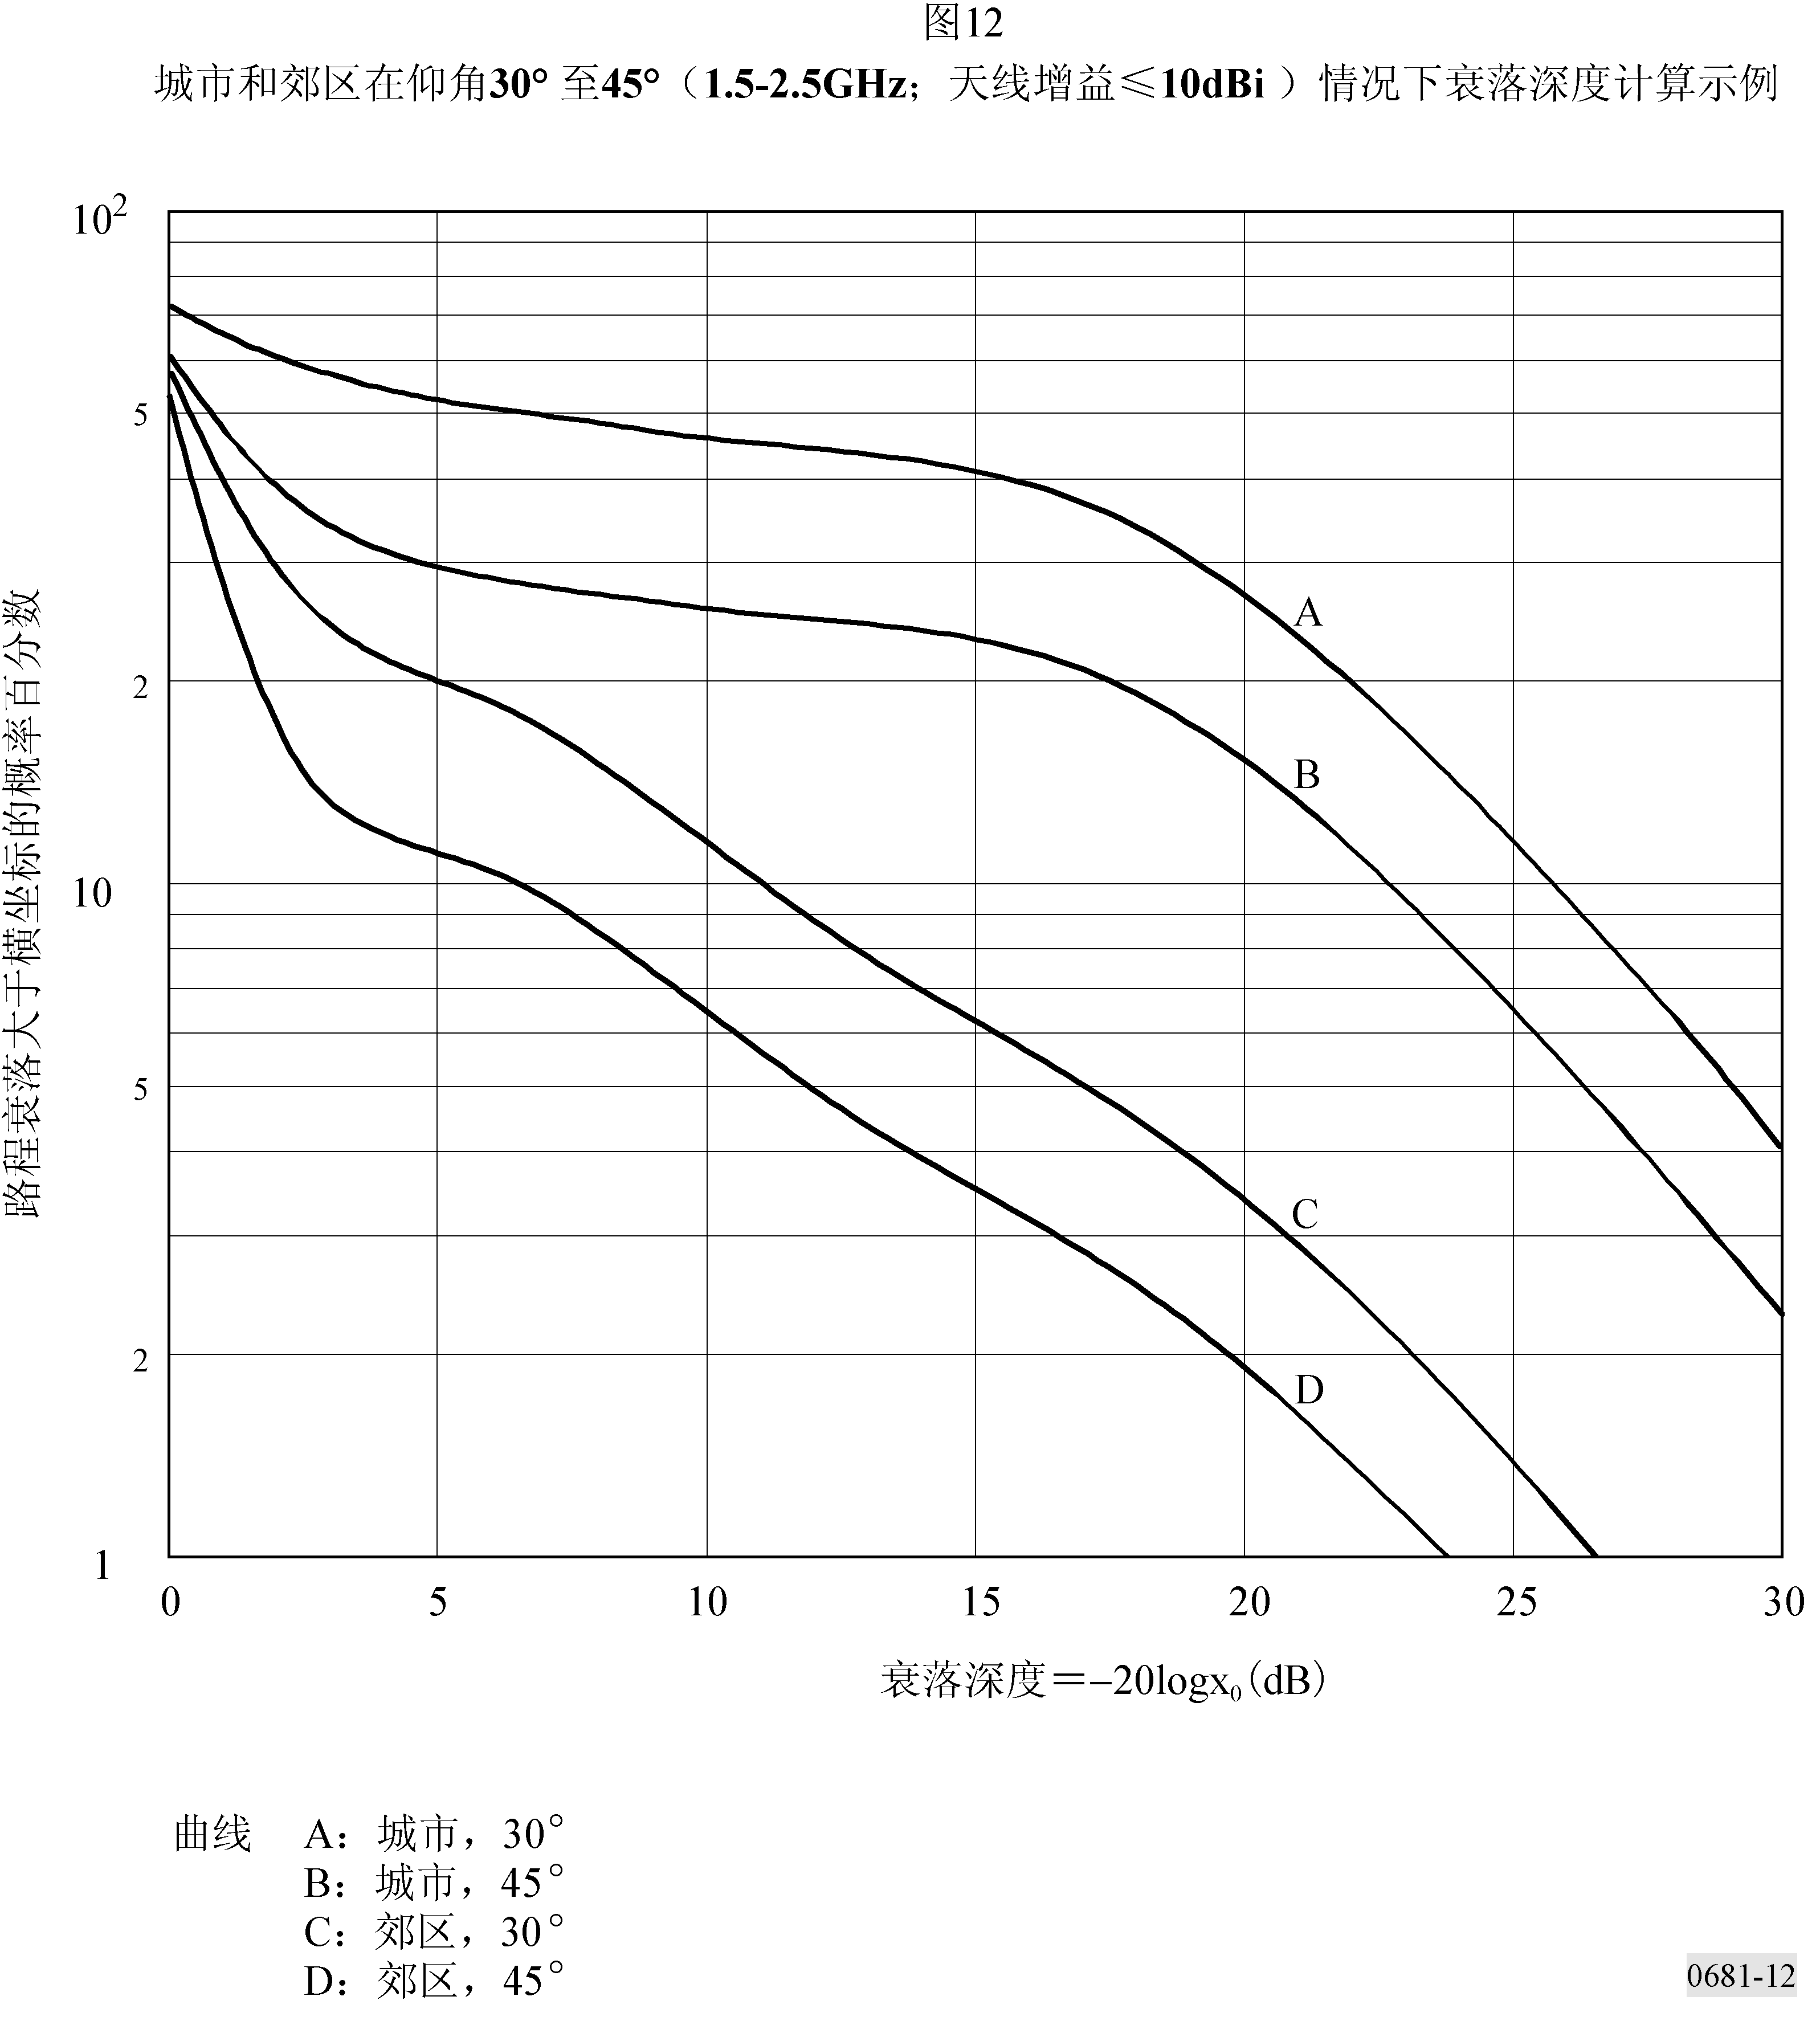 图12
城市和郊区在仰角30°至45°（1.5-2.5GHz；天线增益≤10dBi）情况下衰落深度计算示例
路程衰落大于横坐标的概率百分数
10²
5
2
10
5
2
1
A
B
C
D
0 5 10 15 20 25 30
衰落深度＝–20logx₀(dB)
曲线 A：城市，30°
B：城市，45°
C：郊区，30°
D：郊区，45°
0681-12